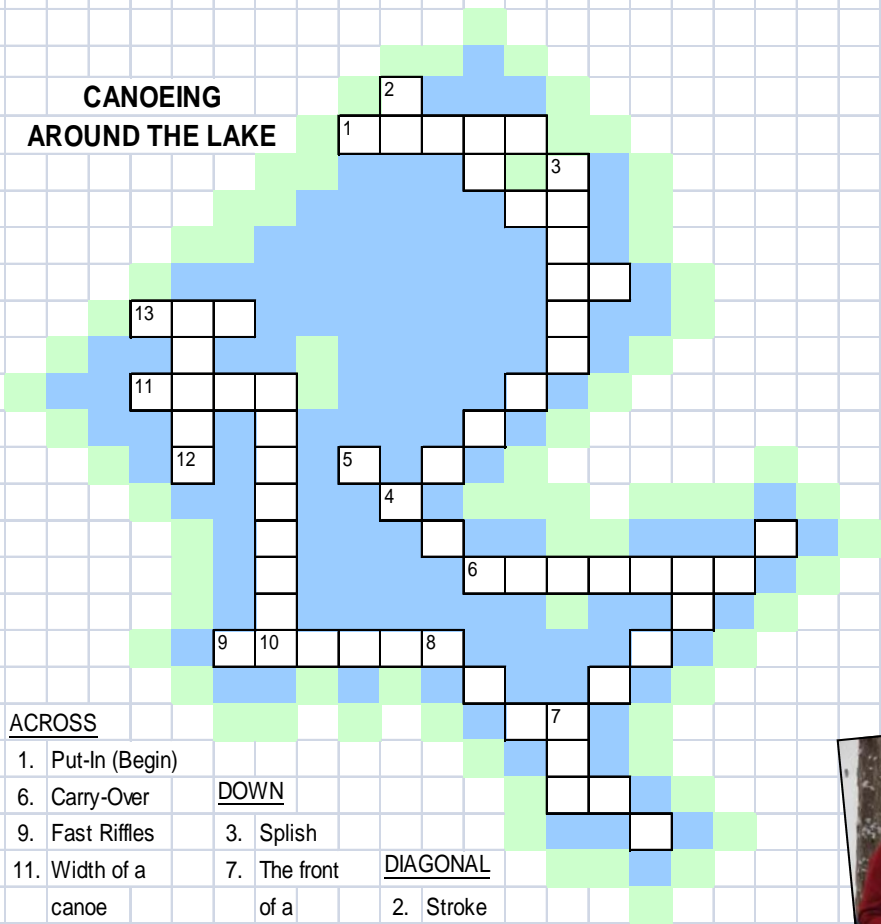 CANOEING
AROUND THE LAKE
2
1
3
13
11
12
5
4
6
9 10 8
7
ACROSS
1. Put-In (Begin)
6. Carry-Over
9. Fast Riffles
11. Width of a
canoe
DOWN
3. Splish
7. The front
of a
DIAGONAL
2. Stroke